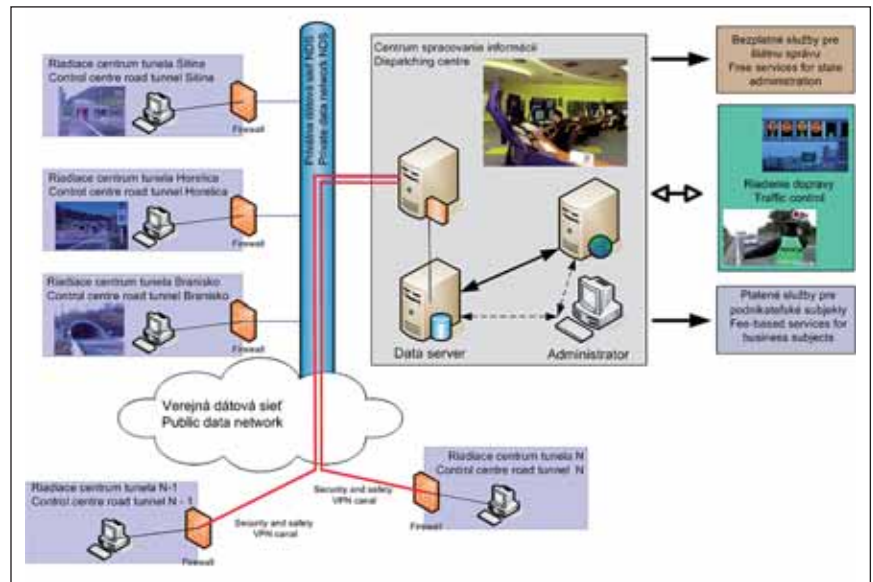 Riadiace centrum tunela Sitina
Control centre road tunnel Sitina
Firewall
Riadiace centrum tunela Horelica
Control centre road tunnel Horelica
Firewall
Riadiace centrum tunela Branisko
Control centre road tunnel Branisko
Firewall
Privátna dátová sieť NDS
Private data network NDS
Centrum spracovanie informácií
Dispatching centre
Data server
Administrator
Bezplatné služby pre
štátnu správu
Free services for state
administration
Riadenie dopravy
Traffic control
Platené služby pre
podnikateľské subjekty
Fee-based services for
business subjects
Verejná dátová sieť
Public data network
Riadiace centrum tunela N-1
Control centre road tunnel N - 1
Firewall
Security and safety
VPN canal
Riadiace centrum tunela N
Control centre road tunnel N
Security and safety
VPN canal
Firewall